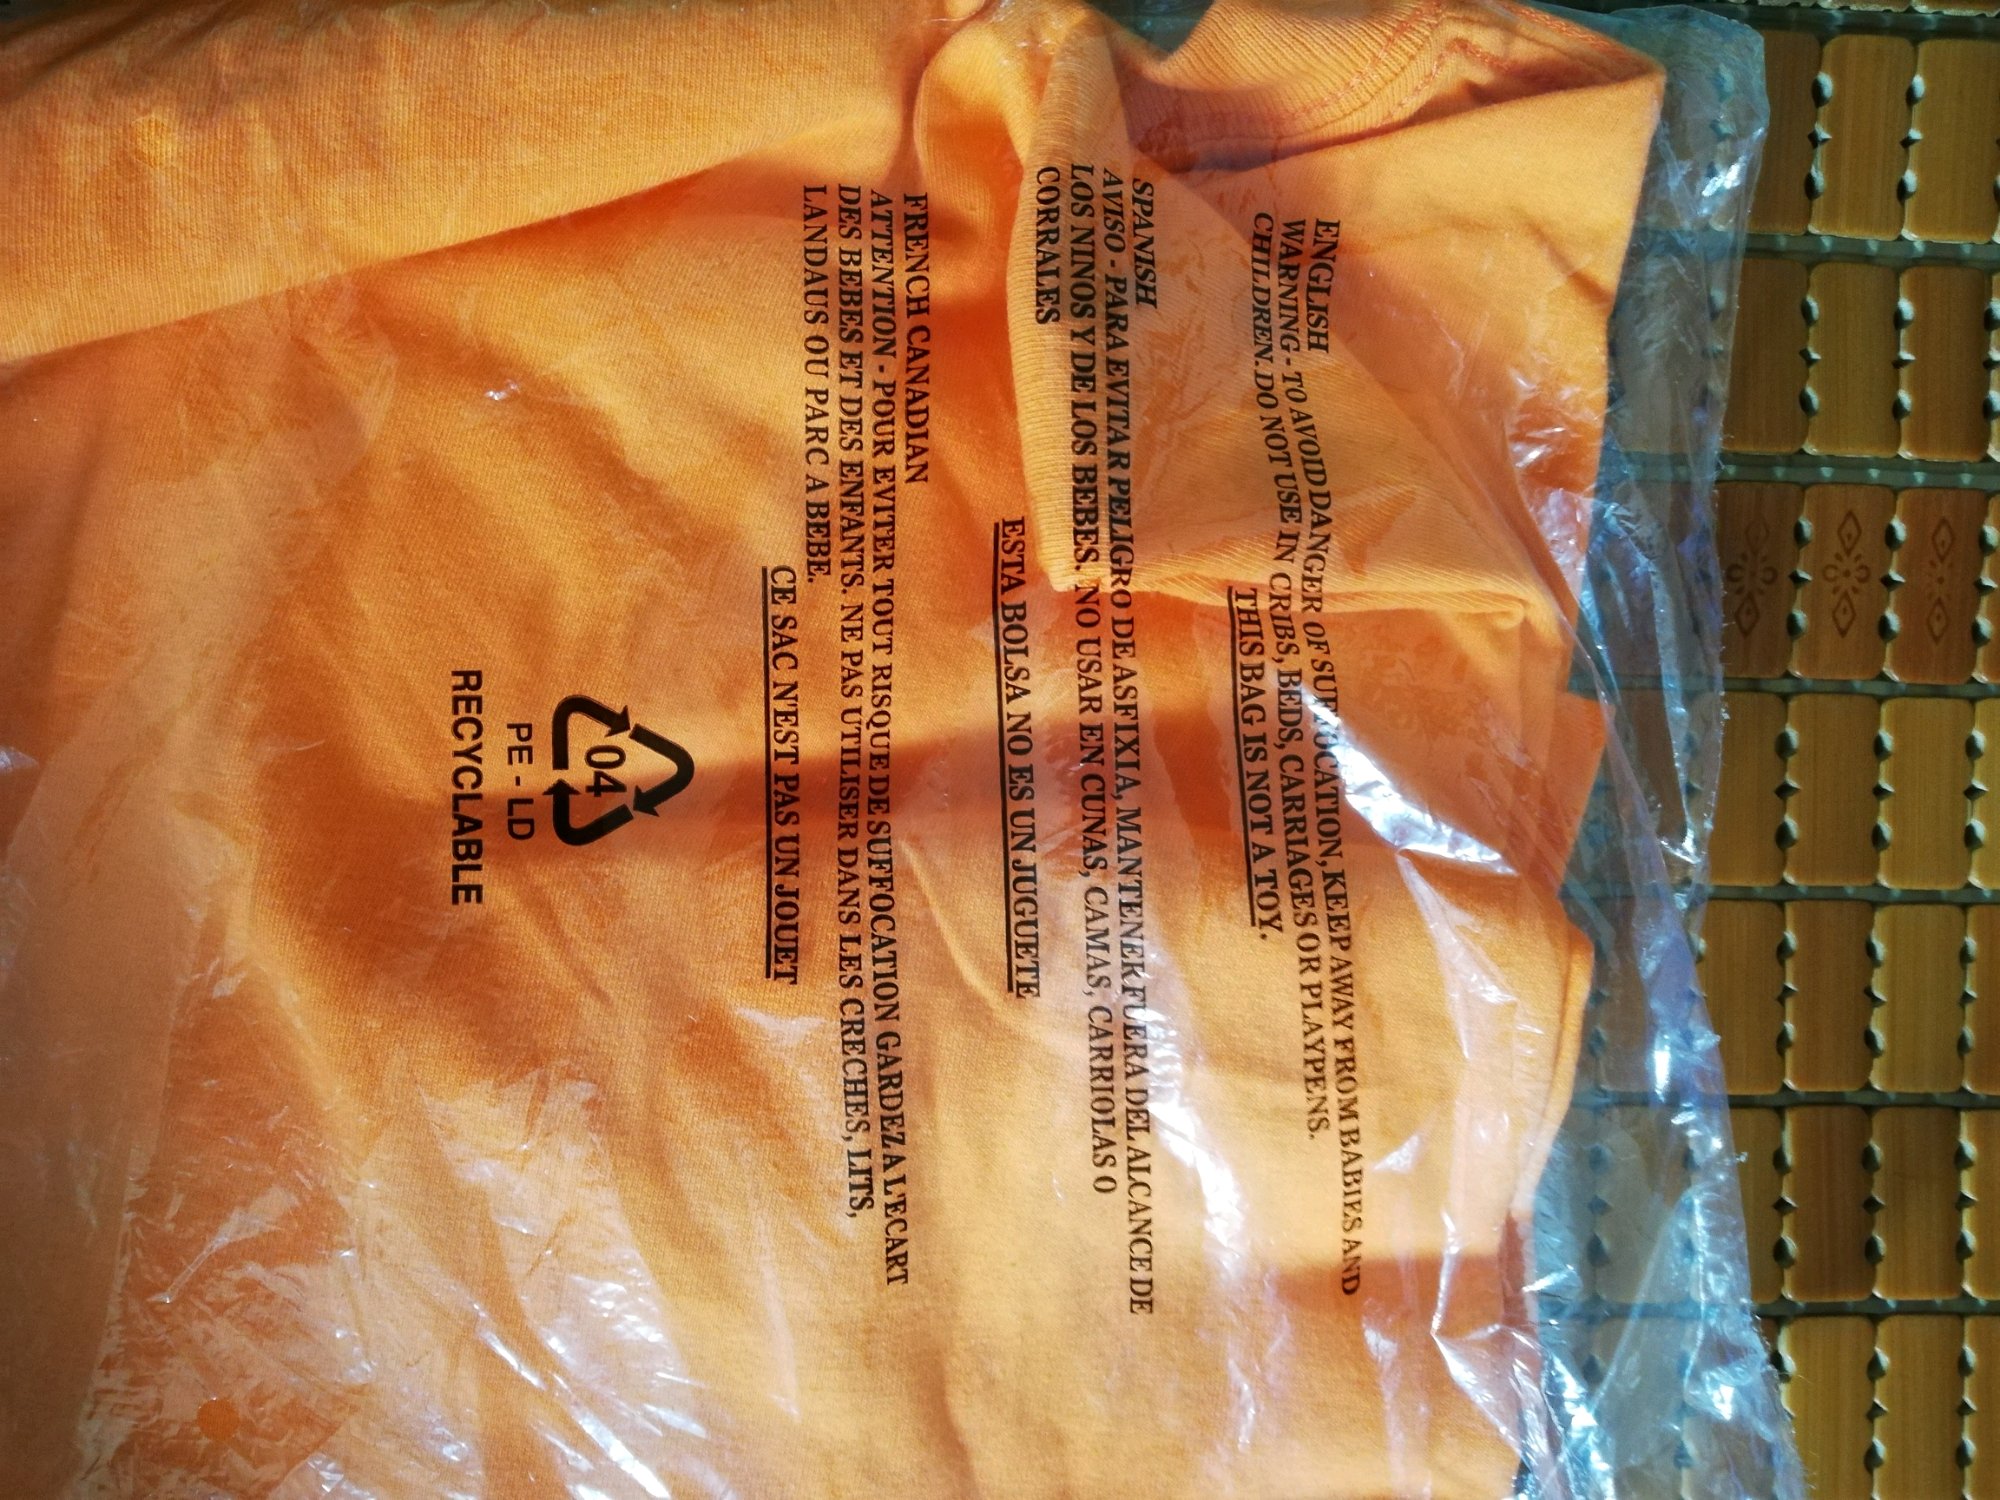 ENGLISH
WARNING - TO AVOID DANGER OF SUFFOCATION, KEEP AWAY FROM BABIES AND
CHILDREN. DO NOT USE IN CRIBS, BEDS, CARRIAGES OR PLAYPENS.
THIS BAG IS NOT A TOY.
SPANISH
AVISO - PARA EVITAR PELIGRO DE ASFIXIA, MANTENER FUERA DEL ALCANCE DE
LOS NINOS Y DE LOS BEBES. NO USAR EN CUNAS, CAMAS, CARRIOLAS O
CORRALES
ESTA BOLSA NO ES UN JUGUETE
FRENCH CANADIAN
ATTENTION - POUR EVITER TOUT RISQUE DE SUFFOCATION GARDEZ A L'ECART
DES BEBES ET DES ENFANTS. NE PAS UTILISER DANS LES CRECHES, LITS,
LANDAUS OU PARC A BEBE.
CE SAC N'EST PAS UN JOUET
04
PE - LD
RECYCLABLE